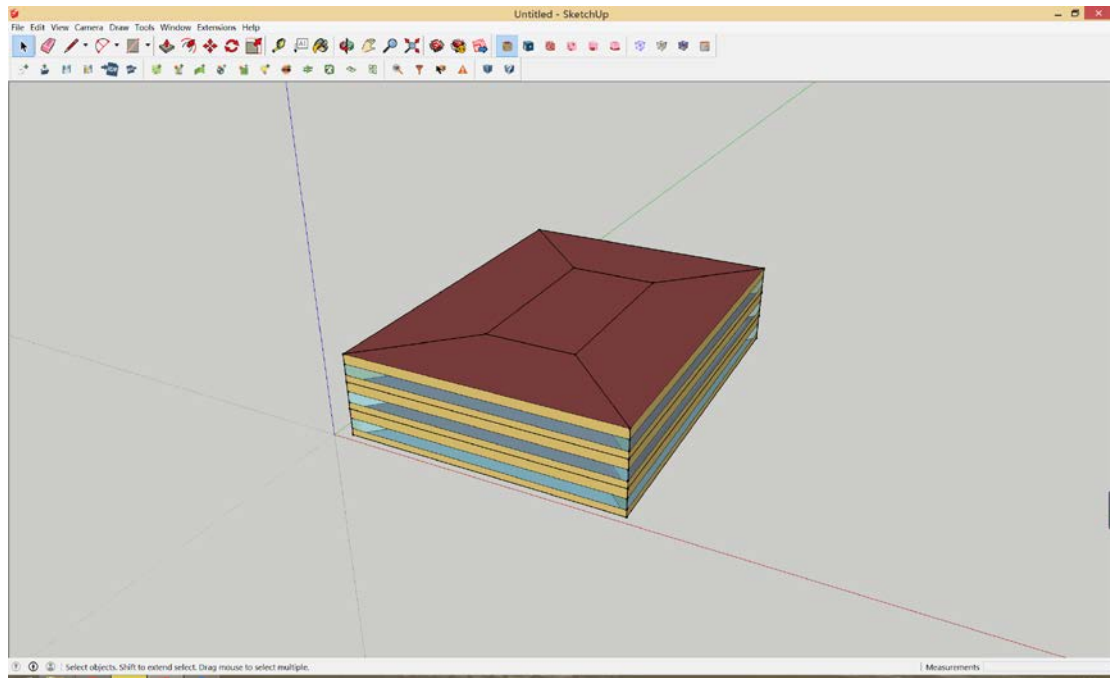 Untitled - SketchUp
File Edit View Camera Draw Tools Window Extensions Help
Select objects. Shift to extend select. Drag mouse to select multiple.
Measurements